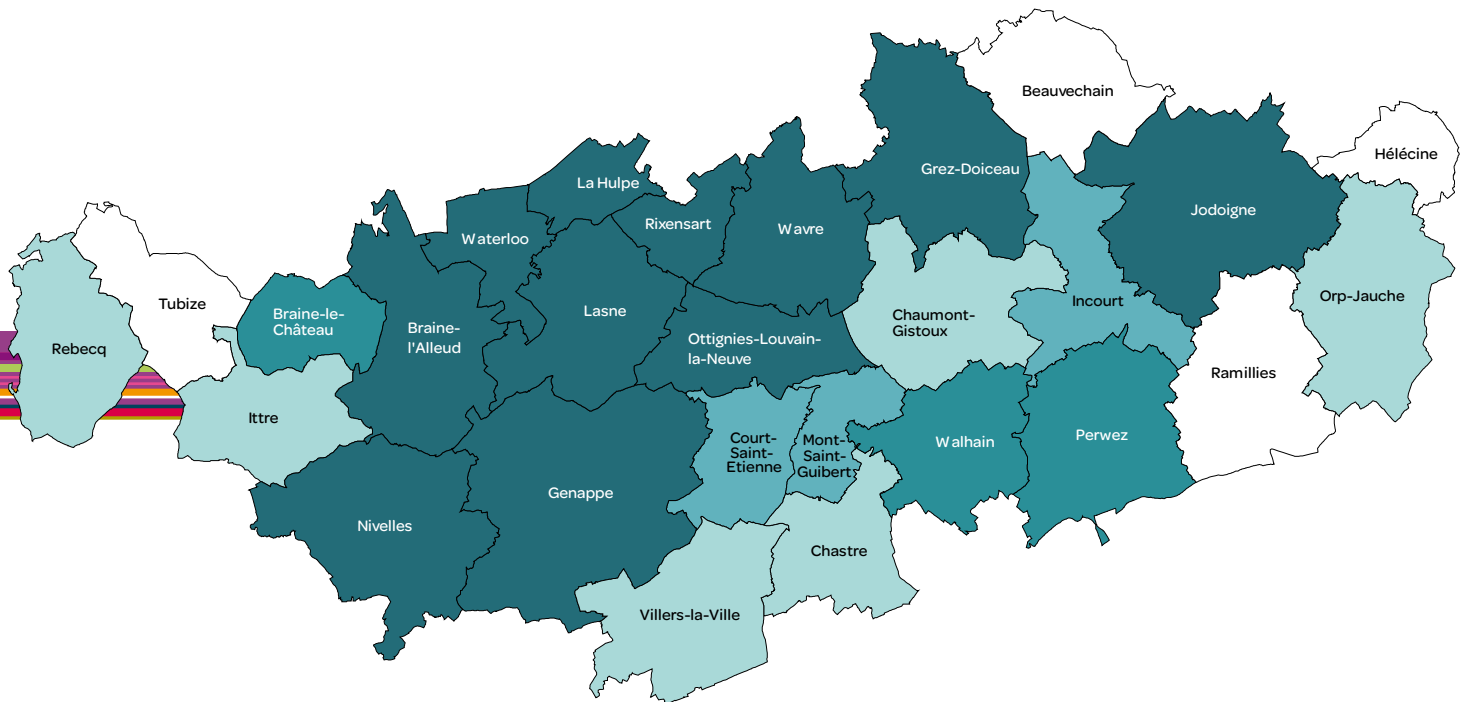 Beauvechain
Hélécine
Grez-Doiceau
La Hulpe
Jodoigne
Rixensart
Wavre
Waterloo
Tubize
Incourt
Orp-Jauche
Braine-le-
Château
Lasne
Chaumont-
Gistoux
Braine-
l'Alleud
Rebecq
Ottignies-Louvain-
la-Neuve
Ramillies
Ittre
Court-
Saint-
Etienne
Mont-
Saint-
Guibert
Walhain
Perwez
Genappe
Nivelles
Chastre
Villers-la-Ville